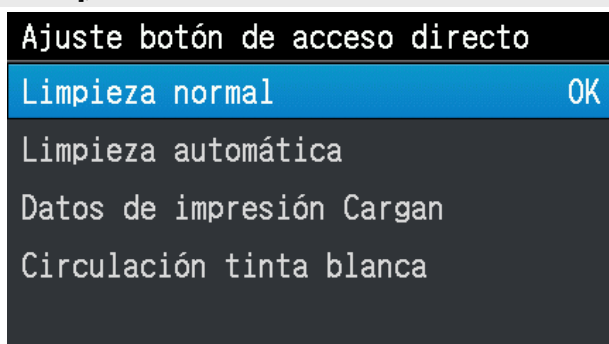 Ajuste botón de acceso directo
Limpieza normal OK
Limpieza automática
Datos de impresión Cargan
Circulación tinta blanca